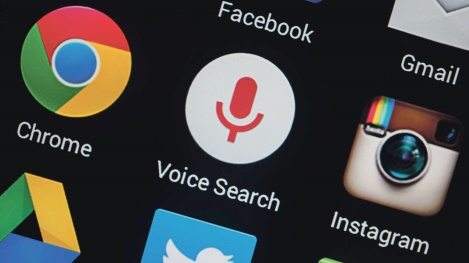 Facebook
Gmail
Chrome
Voice Search
Instagram